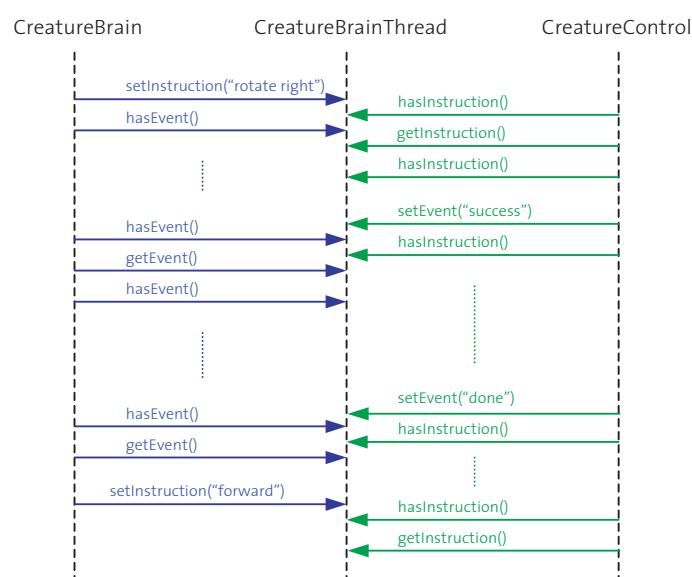 CreatureBrain CreatureBrainThread CreatureControl
setInstruction(“rotate right”)
hasInstruction()
hasEvent()
getInstruction()
hasInstruction()
setEvent(“success”)
hasEvent()
hasInstruction()
getEvent()
hasEvent()
setEvent(“done”)
hasEvent()
hasInstruction()
getEvent()
setInstruction(“forward”)
hasInstruction()
getInstruction()